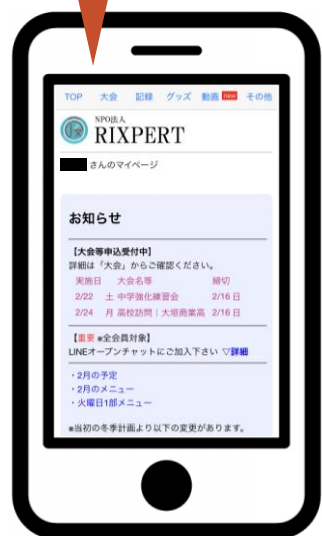 TOP 大会 記録 グッズ 動画 new その他
NPO法人
RIXPERT
さんのマイページ
お知らせ
【大会等申込受付中】
詳細は「大会」からご確認ください。
実施日 大会名等 締切
2/22 土 中学強化練習会 2/16 日
2/24 月 高校訪問｜大垣商業高 2/16 日
【重要 *全会員対象】
LINEオープンチャットにご加入下さい ▽詳細
・2月の予定
・2月のメニュー
・火曜日1部メニュー
*当初の冬季計画より以下の変更があります。